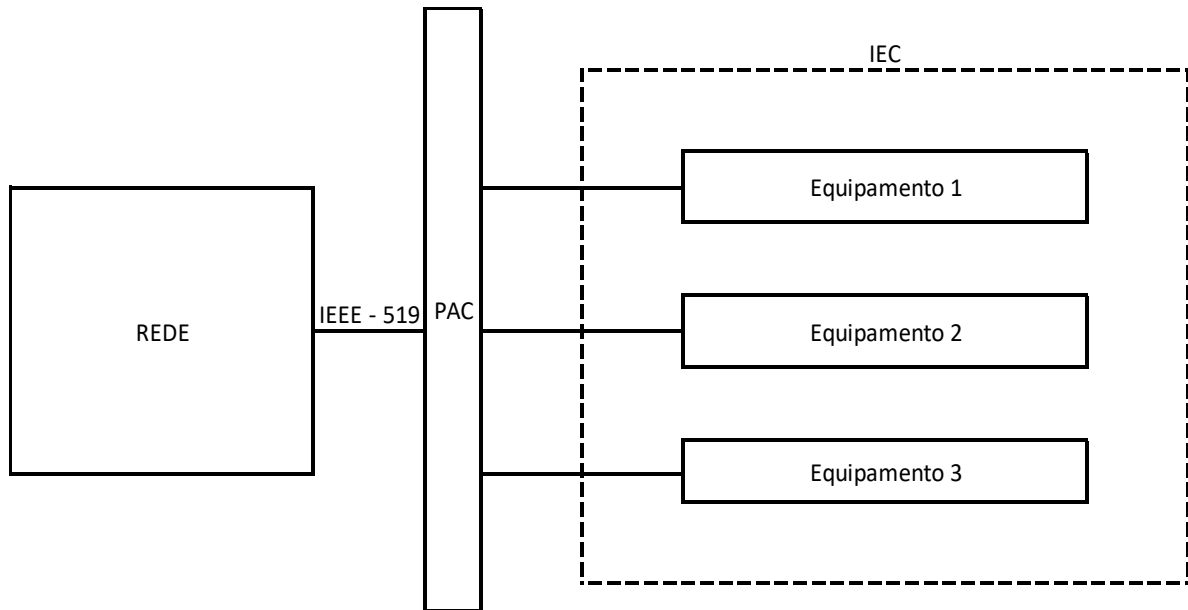 IEC
Equipamento 1
REDE
IEEE - 519
PAC
Equipamento 2
Equipamento 3